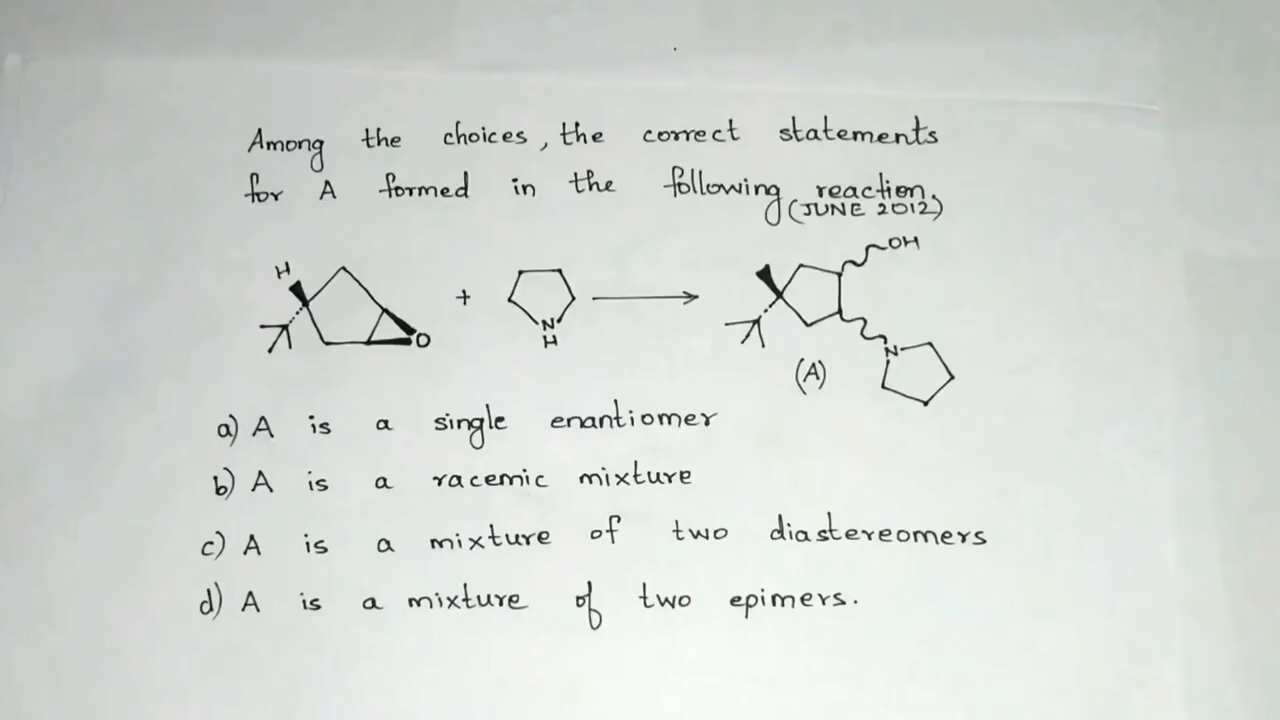 Among the choices, the correct statements
for A formed in the following reaction.
(JUNE 2012)
H
O
+
N
H
OH
N
(A)
a) A is a single enantiomer
b) A is a racemic mixture
c) A is a mixture of two diastereomers
d) A is a mixture of two epimers.